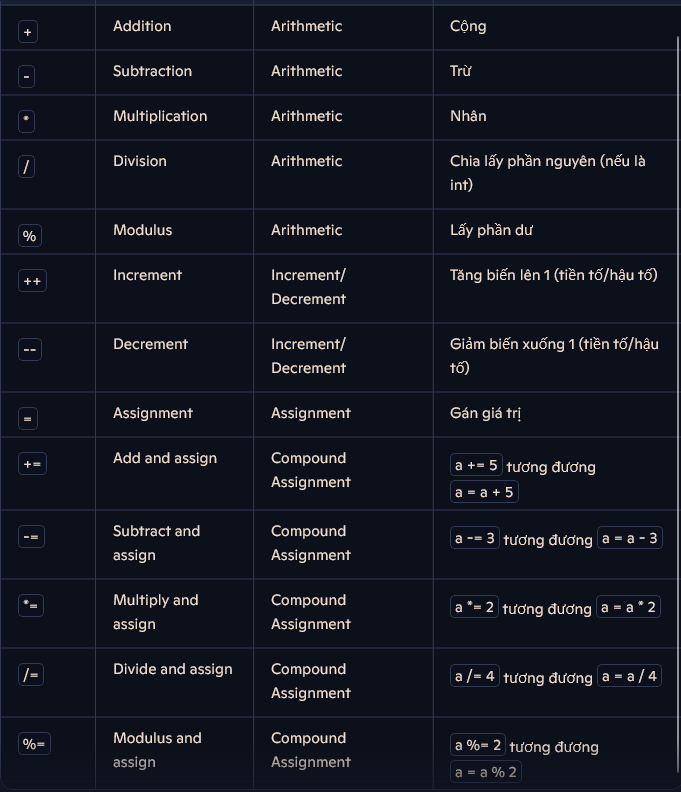 + Addition Arithmetic Cộng
- Subtraction Arithmetic Trừ
* Multiplication Arithmetic Nhân
/ Division Arithmetic Chia lấy phần nguyên (nếu là
int)
% Modulus Arithmetic Lấy phần dư
++ Increment Increment/ Tăng biến lên 1 (tiền tố/hậu tố)
Decrement
-- Decrement Increment/ Giảm biến xuống 1 (tiền tố/hậu
Decrement tố)
= Assignment Assignment Gán giá trị
+= Add and assign Compound a += 5 tương đương
Assignment a = a + 5
-= Subtract and Compound a -= 3 tương đương a = a - 3
assign Assignment
*= Multiply and Compound a *= 2 tương đương a = a * 2
assign Assignment
/= Divide and assign Compound a /= 4 tương đương a = a / 4
Assignment
%= Modulus and Compound a %= 2 tương đương
assign Assignment a = a % 2